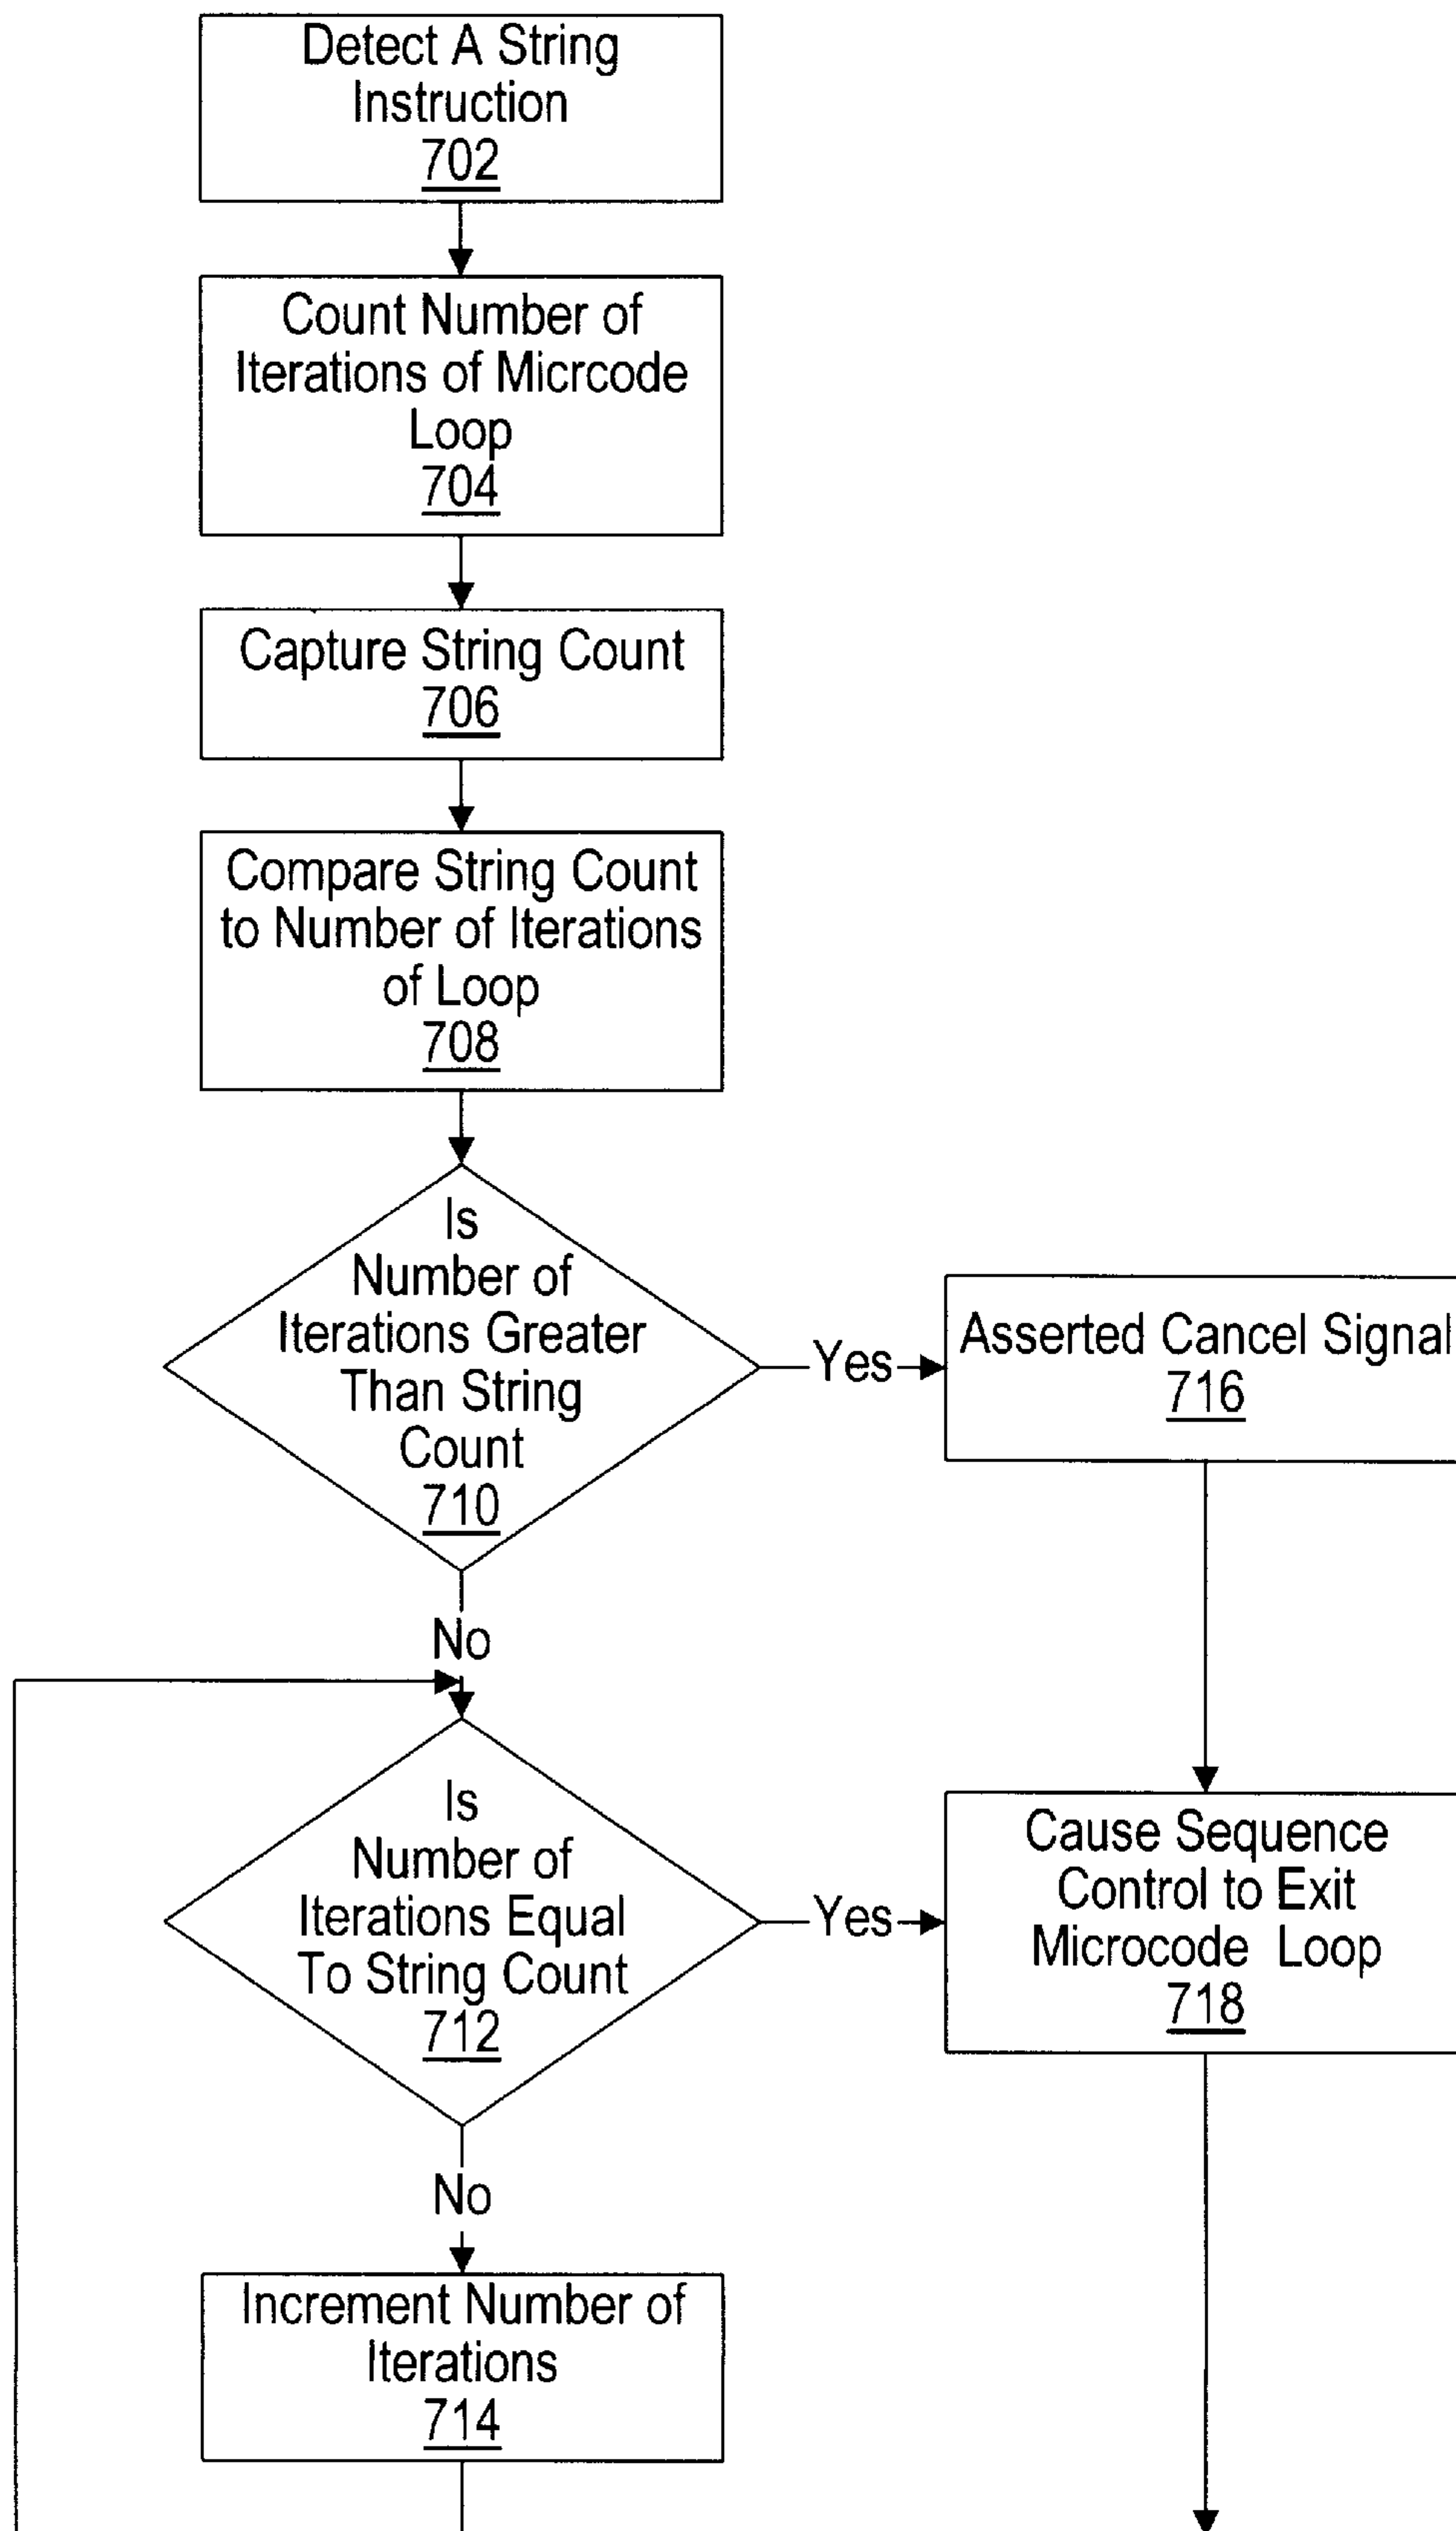 Detect A String
Instruction
702
Count Number of
Iterations of Micrcode
Loop
704
Capture String Count
706
Compare String Count
to Number of Iterations
of Loop
708
Is
Number of
Iterations Greater
Than String
Count
710
Yes
Asserted Cancel Signal
716
No
Is
Number of
Iterations Equal
To String Count
712
Yes
Cause Sequence
Control to Exit
Microcode Loop
718
No
Increment Number of
Iterations
714